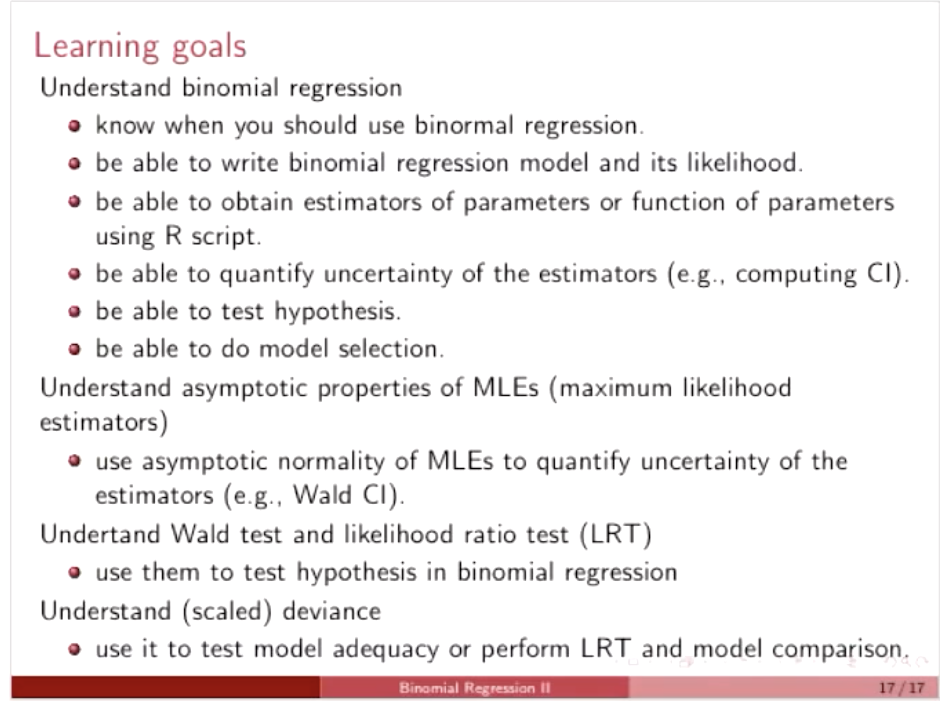 Learning goals
Understand binomial regression
know when you should use binormal regression.
be able to write binomial regression model and its likelihood.
be able to obtain estimators of parameters or function of parameters
using R script.
be able to quantify uncertainty of the estimators (e.g., computing CI).
be able to test hypothesis.
be able to do model selection.
Understand asymptotic properties of MLEs (maximum likelihood
estimators)
use asymptotic normality of MLEs to quantify uncertainty of the
estimators (e.g., Wald CI).
Undertand Wald test and likelihood ratio test (LRT)
use them to test hypothesis in binomial regression
Understand (scaled) deviance
use it to test model adequacy or perform LRT and model comparison.
Binomial Regression II 17 / 17